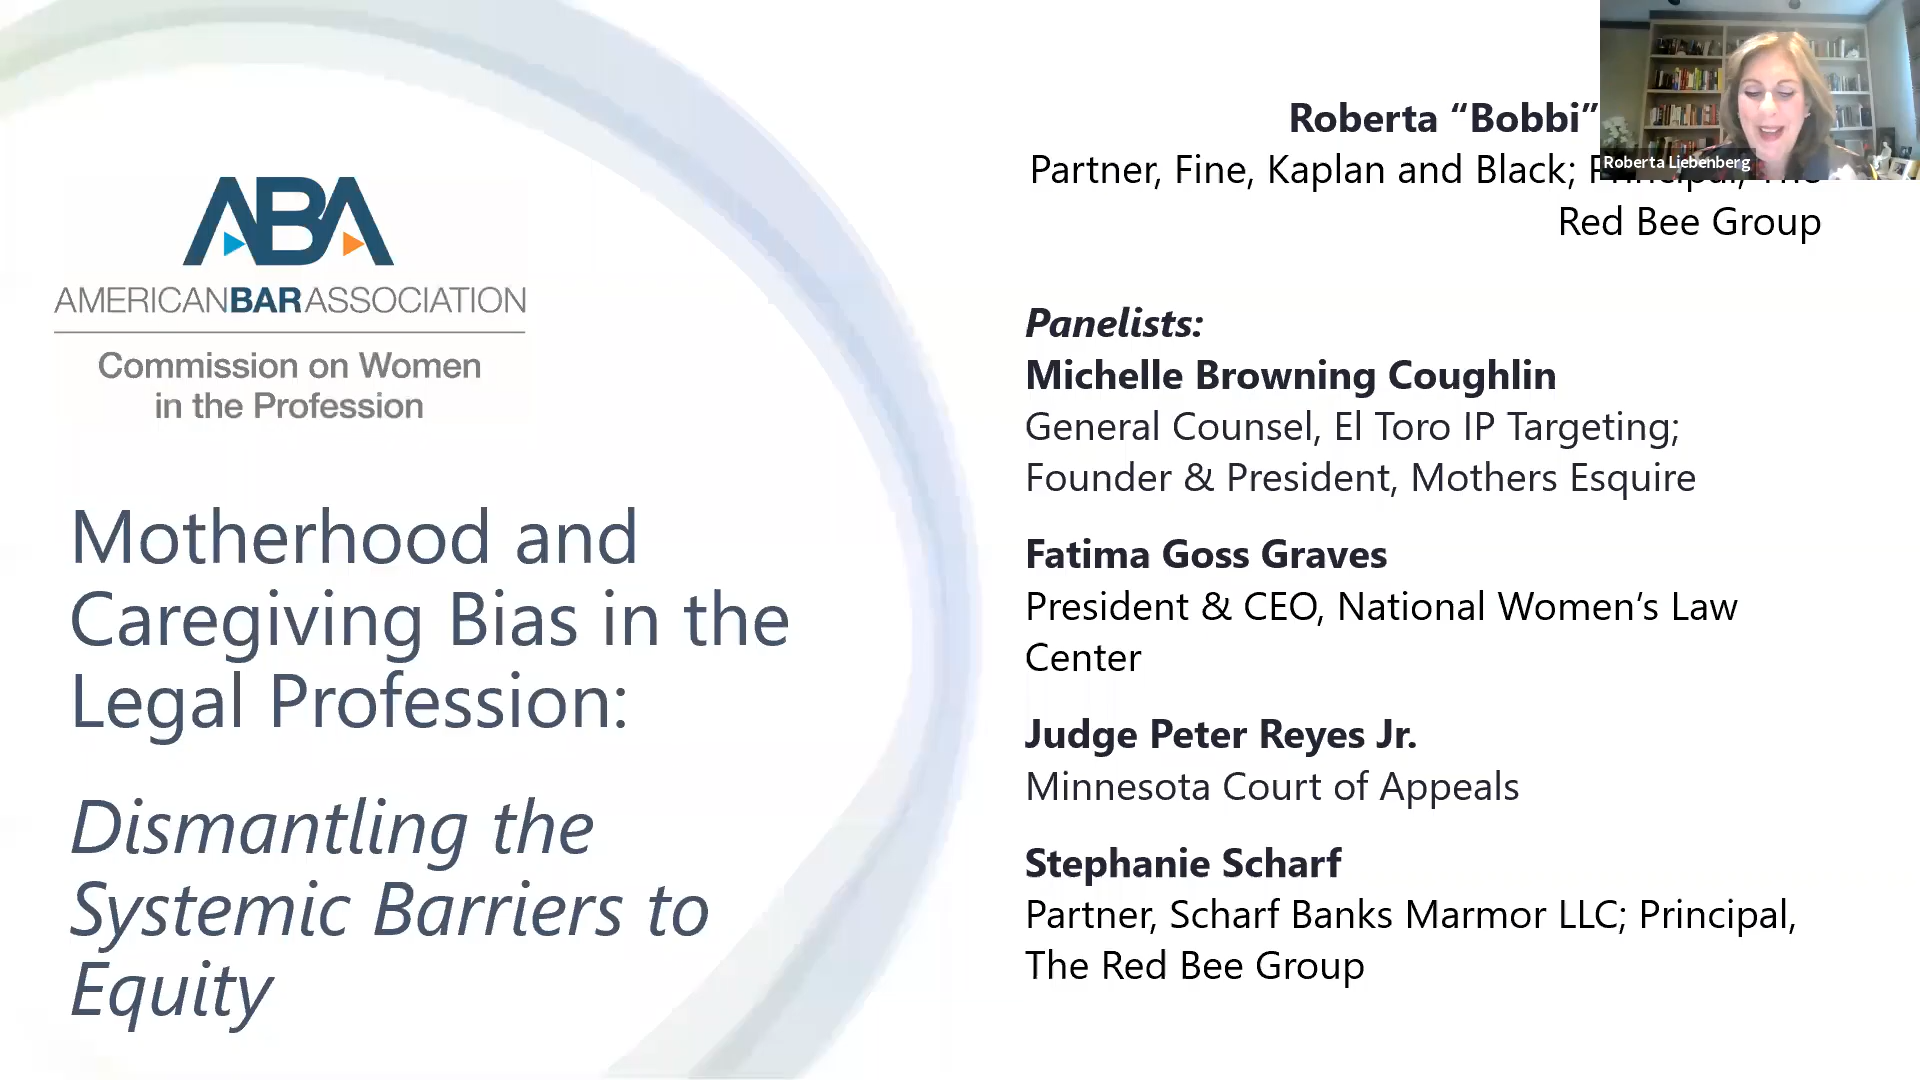 ABA
AMERICANBARASSOCIATION
Commission on Women
in the Profession
Motherhood and
Caregiving Bias in the
Legal Profession:
Dismantling the
Systemic Barriers to
Equity
Roberta “Bobbi”
Partner, Fine, Kaplan and Black; Principal, The
Red Bee Group
Roberta Liebenberg
Panelists:
Michelle Browning Coughlin
General Counsel, El Toro IP Targeting;
Founder & President, Mothers Esquire
Fatima Goss Graves
President & CEO, National Women’s Law
Center
Judge Peter Reyes Jr.
Minnesota Court of Appeals
Stephanie Scharf
Partner, Scharf Banks Marmor LLC; Principal,
The Red Bee Group